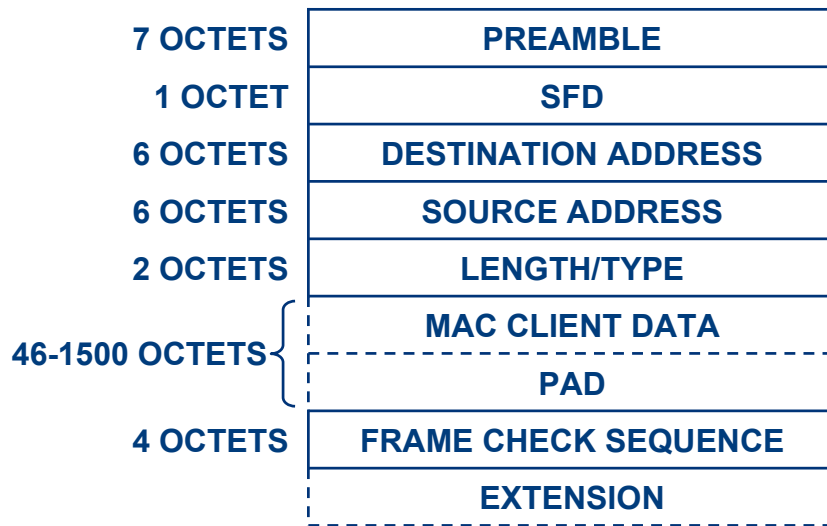 7 OCTETS PREAMBLE
1 OCTET SFD
6 OCTETS DESTINATION ADDRESS
6 OCTETS SOURCE ADDRESS
2 OCTETS LENGTH/TYPE
46-1500 OCTETS MAC CLIENT DATA
PAD
4 OCTETS FRAME CHECK SEQUENCE
EXTENSION